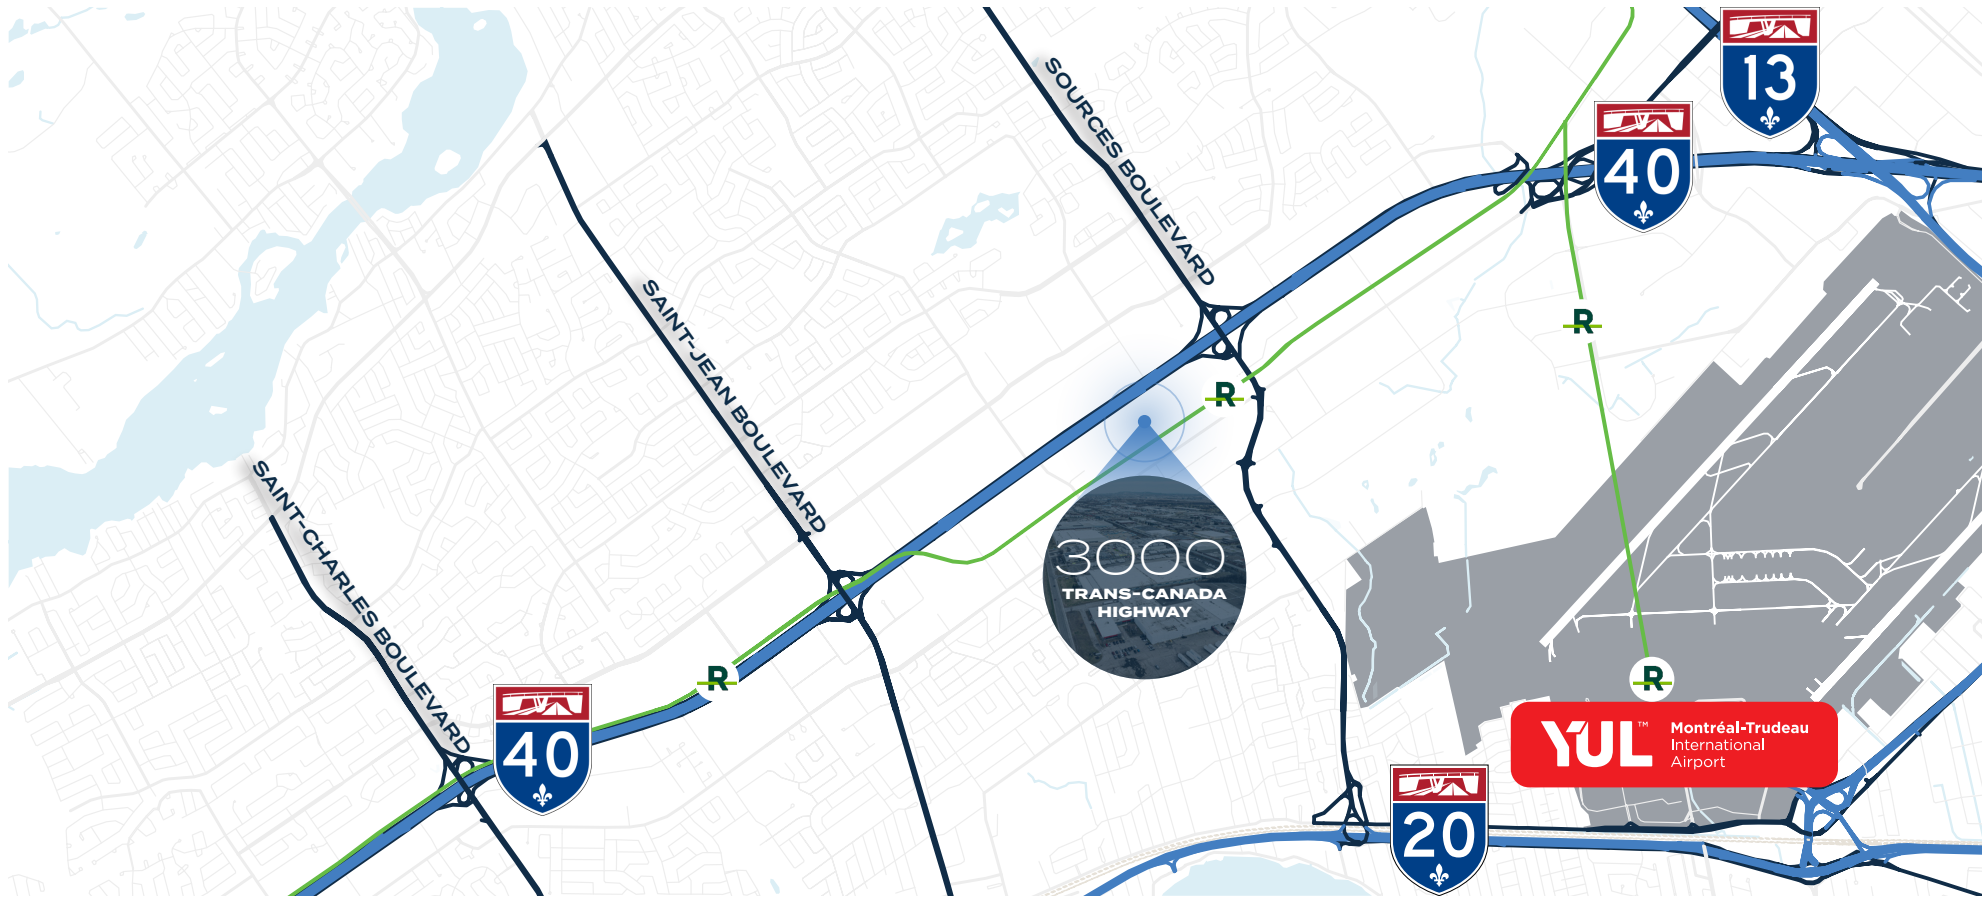 13
40
SOURCES BOULEVARD
SAINT-JEAN BOULEVARD
R
R
SAINT-CHARLES BOULEVARD
3000
TRANS-CANADA
HIGHWAY
R
R
40
YUL™
Montréal-Trudeau
International
Airport
20